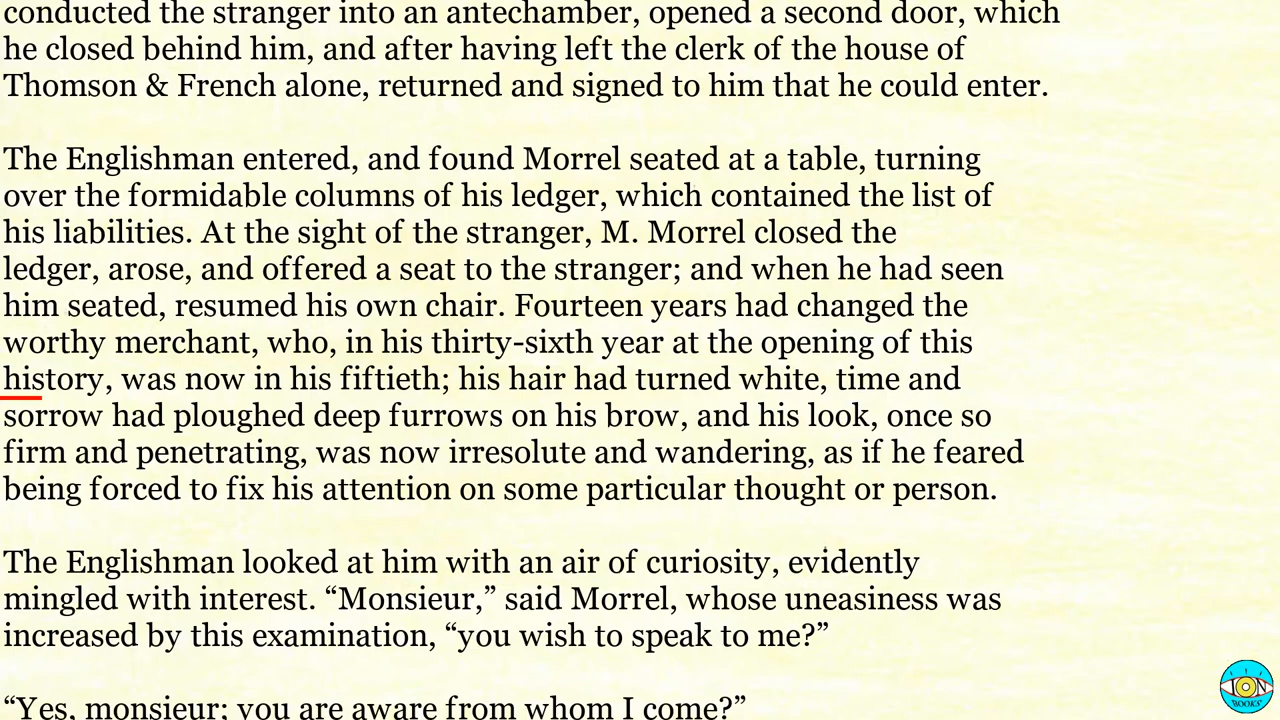 conducted the stranger into an antechamber, opened a second door, which
he closed behind him, and after having left the clerk of the house of
Thomson & French alone, returned and signed to him that he could enter.
The Englishman entered, and found Morrel seated at a table, turning
over the formidable columns of his ledger, which contained the list of
his liabilities. At the sight of the stranger, M. Morrel closed the
ledger, arose, and offered a seat to the stranger; and when he had seen
him seated, resumed his own chair. Fourteen years had changed the
worthy merchant, who, in his thirty-sixth year at the opening of this
history, was now in his fiftieth; his hair had turned white, time and
sorrow had ploughed deep furrows on his brow, and his look, once so
firm and penetrating, was now irresolute and wandering, as if he feared
being forced to fix his attention on some particular thought or person.
The Englishman looked at him with an air of curiosity, evidently
mingled with interest. “Monsieur,” said Morrel, whose uneasiness was
increased by this examination, “you wish to speak to me?”
“Yes, monsieur; you are aware from whom I come?”
ION
BOOKS